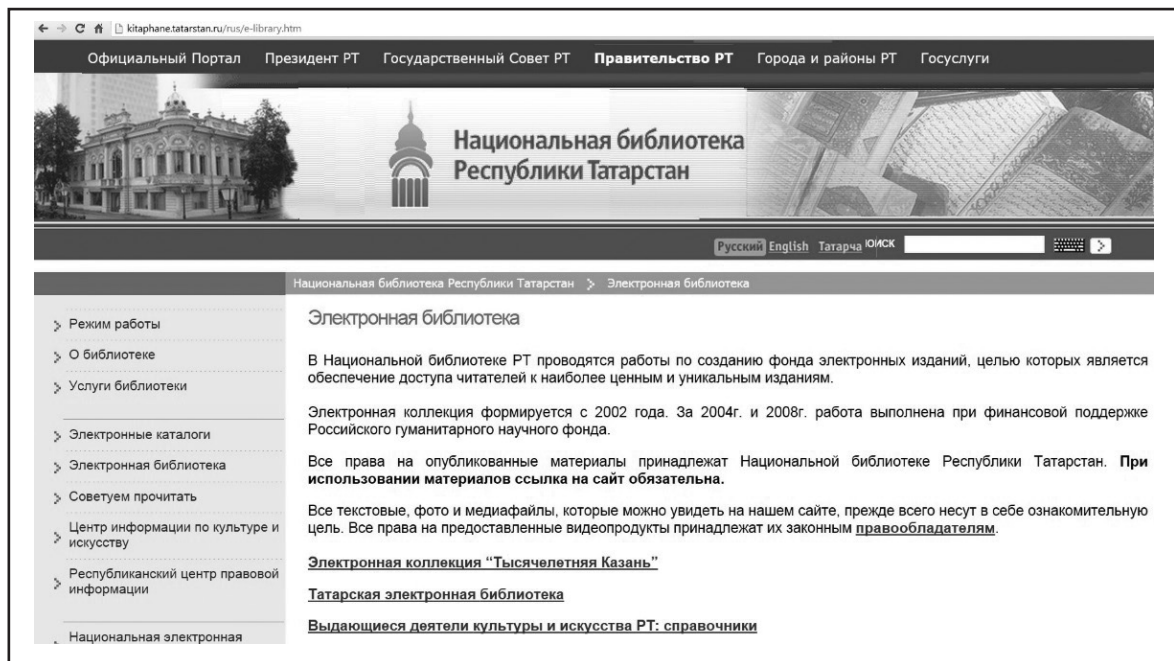 kitaphane.tatarstan.ru/rus/e-library.htm
Официальный Портал Президент РТ Государственный Совет РТ Правительство РТ Города и районы РТ Госуслуги
Национальная библиотека
Республики Татарстан
Русский English Татарча
Национальная библиотека Республики Татарстан > Электронная библиотека
Режим работы
О библиотеке
Услуги библиотеки
Электронные каталоги
Электронная библиотека
Советуем прочитать
Центр информации по культуре и
искусству
Республиканский центр правовой
информации
Национальная электронная
Электронная библиотека
В Национальной библиотеке РТ проводятся работы по созданию фонда электронных изданий, целью которых является
обеспечение доступа читателей к наиболее ценным и уникальным изданиям.
Электронная коллекция формируется с 2002 года. За 2004г. и 2008г. работа выполнена при финансовой поддержке
Российского гуманитарного научного фонда.
Все права на опубликованные материалы принадлежат Национальной библиотеке Республики Татарстан. При
использовании материалов ссылка на сайт обязательна.
Все текстовые, фото и медиафайлы, которые можно увидеть на нашем сайте, прежде всего несут в себе ознакомительную
цель. Все права на предоставленные видеопродукты принадлежат их законным правообладателям.
Электронная коллекция “Тысячелетняя Казань”
Татарская электронная библиотека
Выдающиеся деятели культуры и искусства РТ: справочники